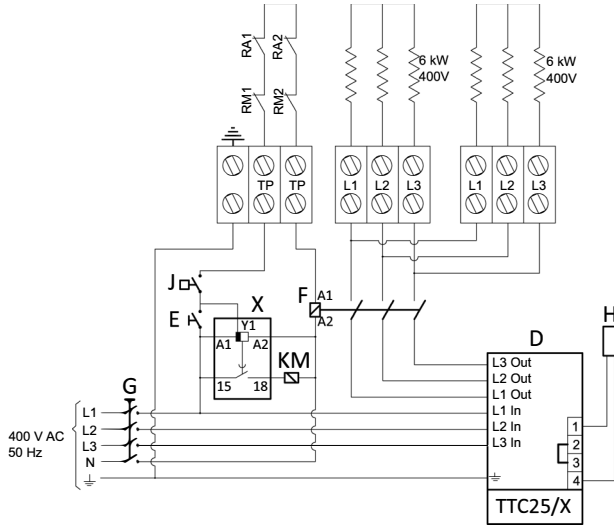 RA1
RA2
RM1
RM2
6 kW
400V
6 kW
400V
TP
TP
L1
L2
L3
L1
L2
L3
J
E
X
Y1
A1
A2
15
18
KM
F
A1
A2
D
H
G
400 V AC
50 Hz
L1
L2
L3
N
L3 Out
L2 Out
L1 Out
L1 In
L2 In
L3 In
1
2
3
4
TTC25/X